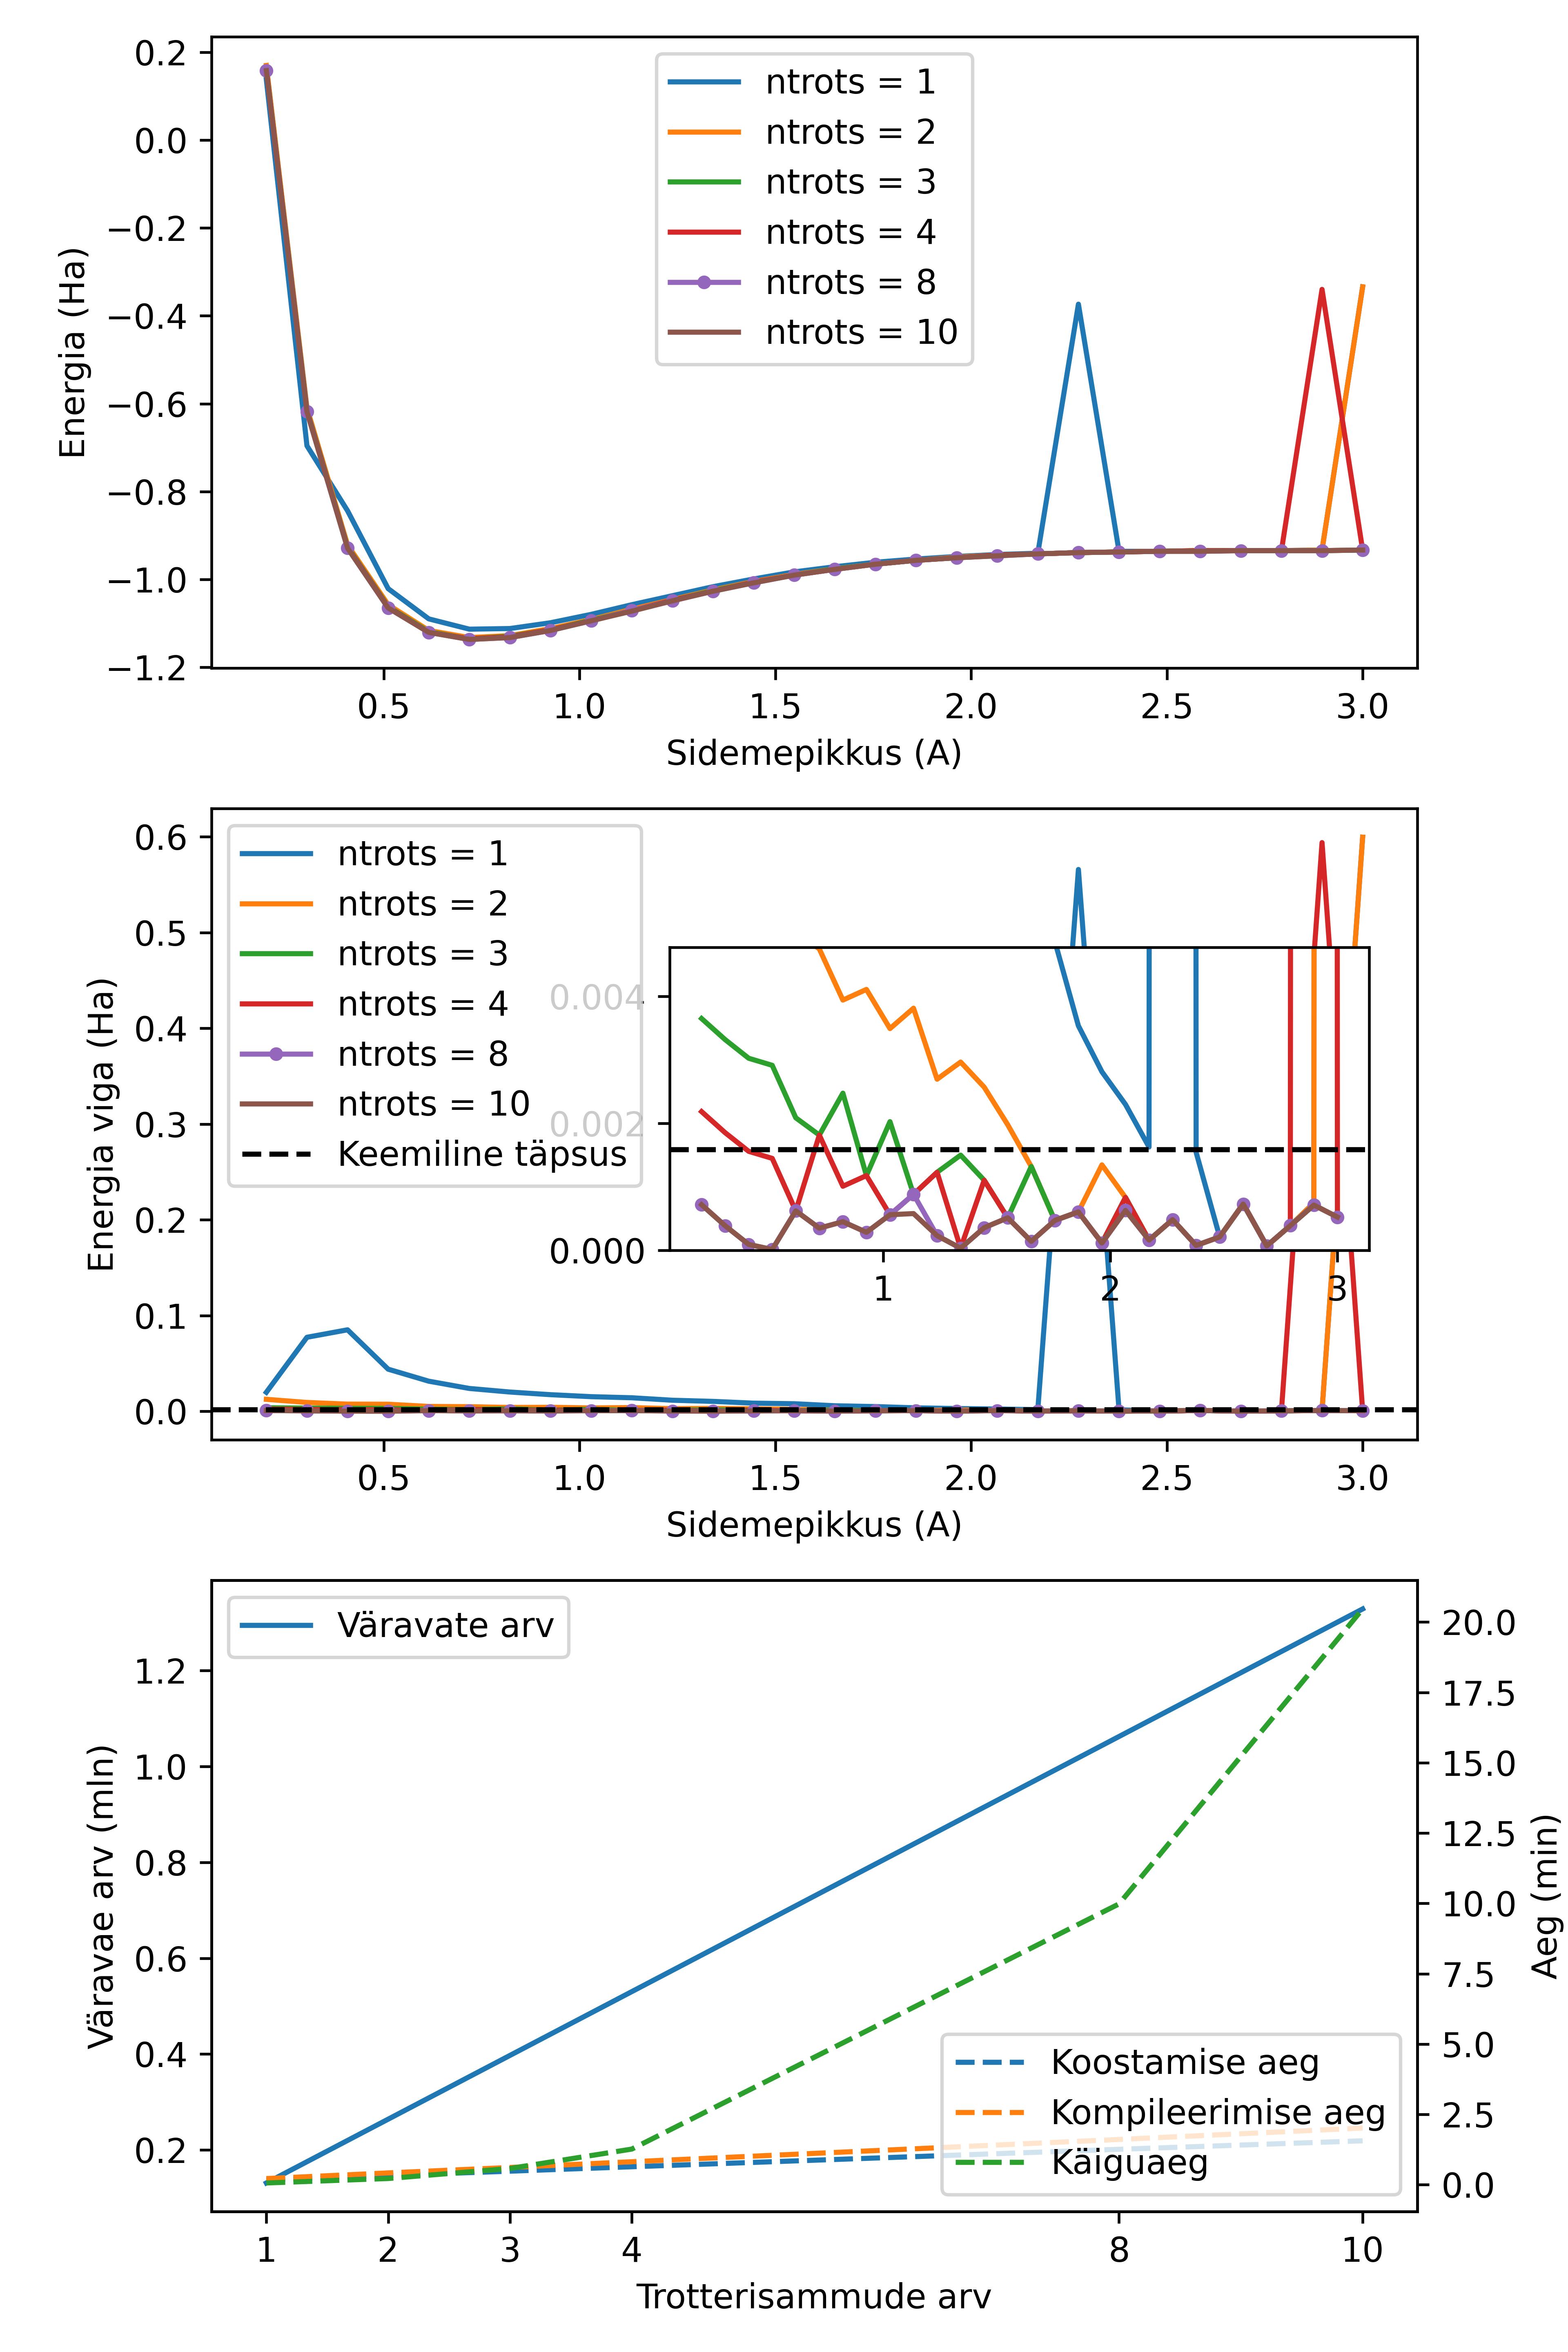 0.2
0.0
−0.2
−0.4
−0.6
−0.8
−1.0
−1.2
Energia (Ha)
ntrots = 1
ntrots = 2
ntrots = 3
ntrots = 4
ntrots = 8
ntrots = 10
0.5 1.0 1.5 2.0 2.5 3.0
Sidemepikkus (A)
0.6
0.5
0.4
0.3
0.2
0.1
0.0
Energia viga (Ha)
ntrots = 1
ntrots = 2
ntrots = 3
ntrots = 4
ntrots = 8
ntrots = 10
Keemiline täpsus
0.004
0.002
0.000
1 2 3
0.5 1.0 1.5 2.0 2.5 3.0
Sidemepikkus (A)
Väravate arv
1.2
1.0
0.8
0.6
0.4
0.2
Väravae arv (mln)
20.0
17.5
15.0
12.5
10.0
7.5
5.0
2.5
0.0
Aeg (min)
Koostamise aeg
Kompileerimise aeg
Käiguaeg
1 2 3 4 8 10
Trotterisammude arv